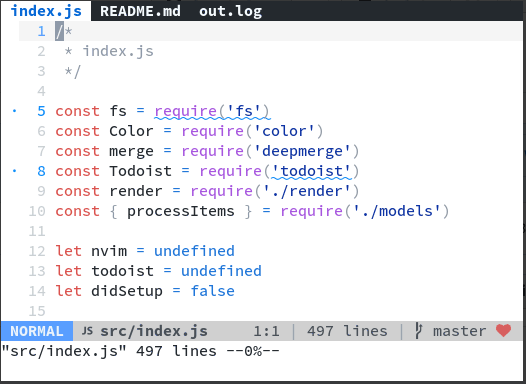 index.js README.md out.log
1 /*
2  * index.js
3  */
4
· 5 const fs = require('fs')
6 const Color = require('color')
7 const merge = require('deepmerge')
· 8 const Todoist = require('todoist')
9 const render = require('./render')
10 const { processItems } = require('./models')
11
12 let nvim = undefined
13 let todoist = undefined
14 let didSetup = false
15
NORMAL JS src/index.js 1:1 | 497 lines | master ♥
"src/index.js" 497 lines --0%--